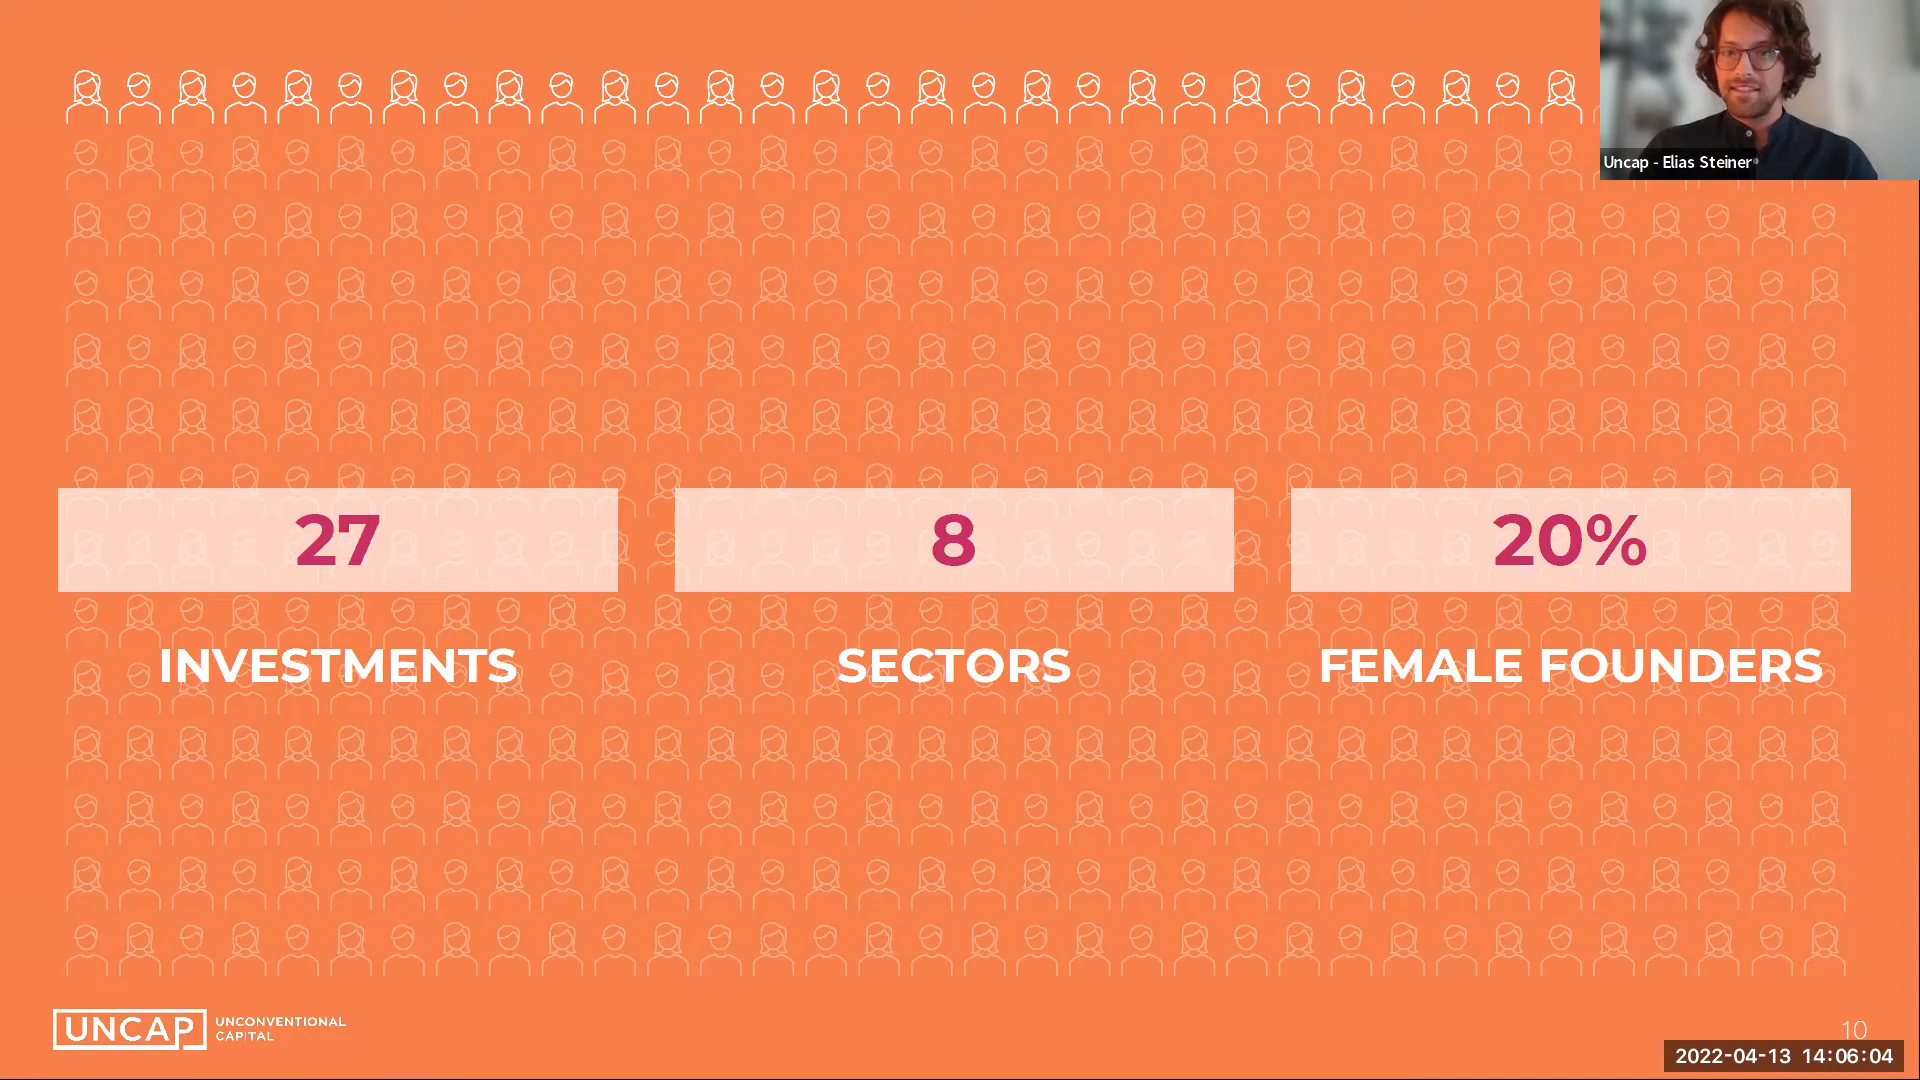 Uncap - Elias Steiner
27
INVESTMENTS
8
SECTORS
20%
FEMALE FOUNDERS
UNCAP
UNCONVENTIONAL
CAPITAL
10
2022-04-13 14:06:04